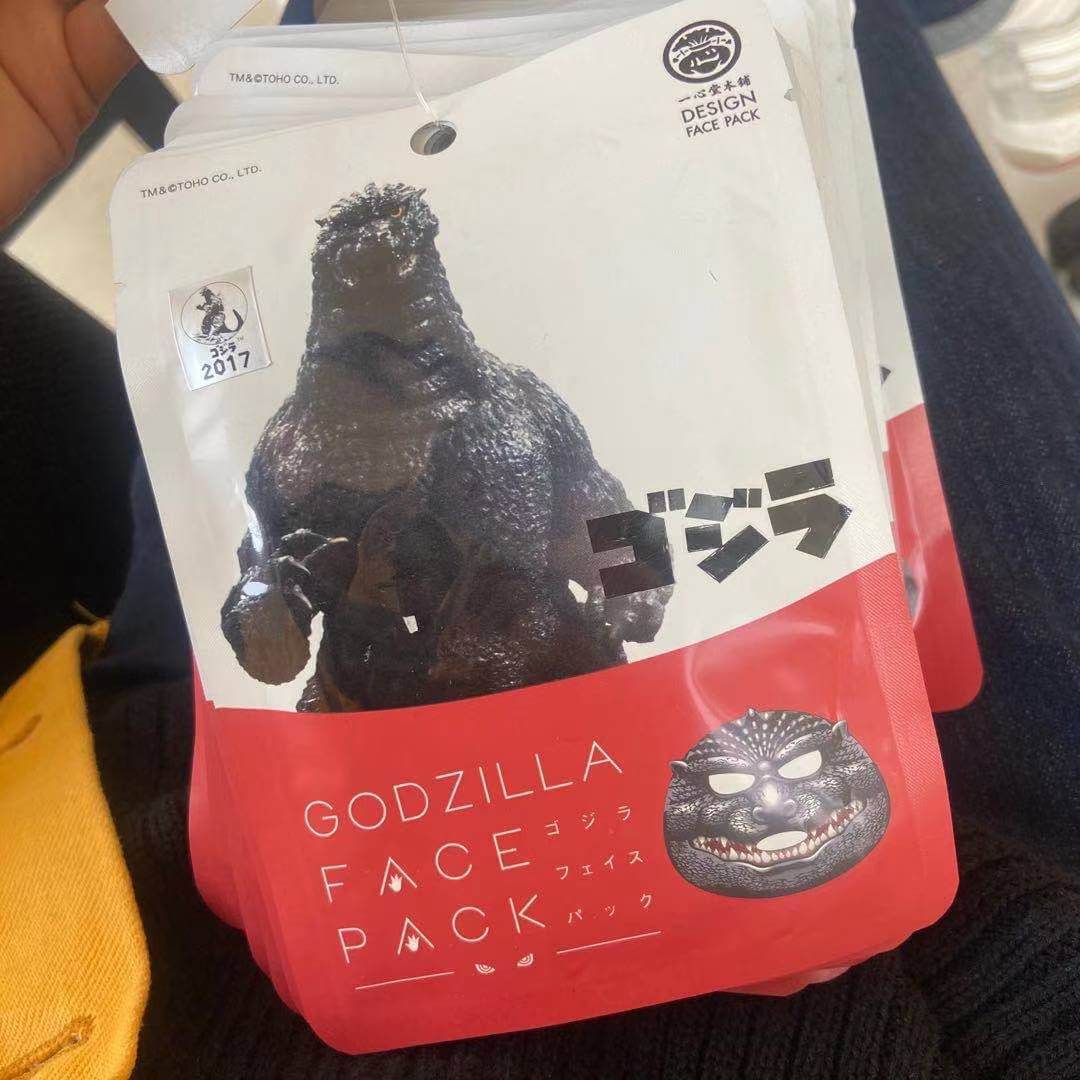 TM&©TOHO CO., LTD.
TM&©TOHO CO., LTD.
一心堂本舗
DESIGN
FACE PACK
ゴジラ
2017
ゴジラ
GODZILLA
FACE
PACK
ゴジラ
フェイス
パック